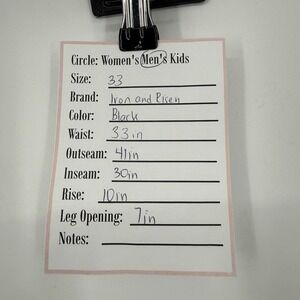 Circle: Women's Men's Kids
Size: 33
Brand: Iron and Risen
Color: Black
Waist: 33in
Outseam: 41in
Inseam: 30in
Rise: 10in
Leg Opening: 7in
Notes: